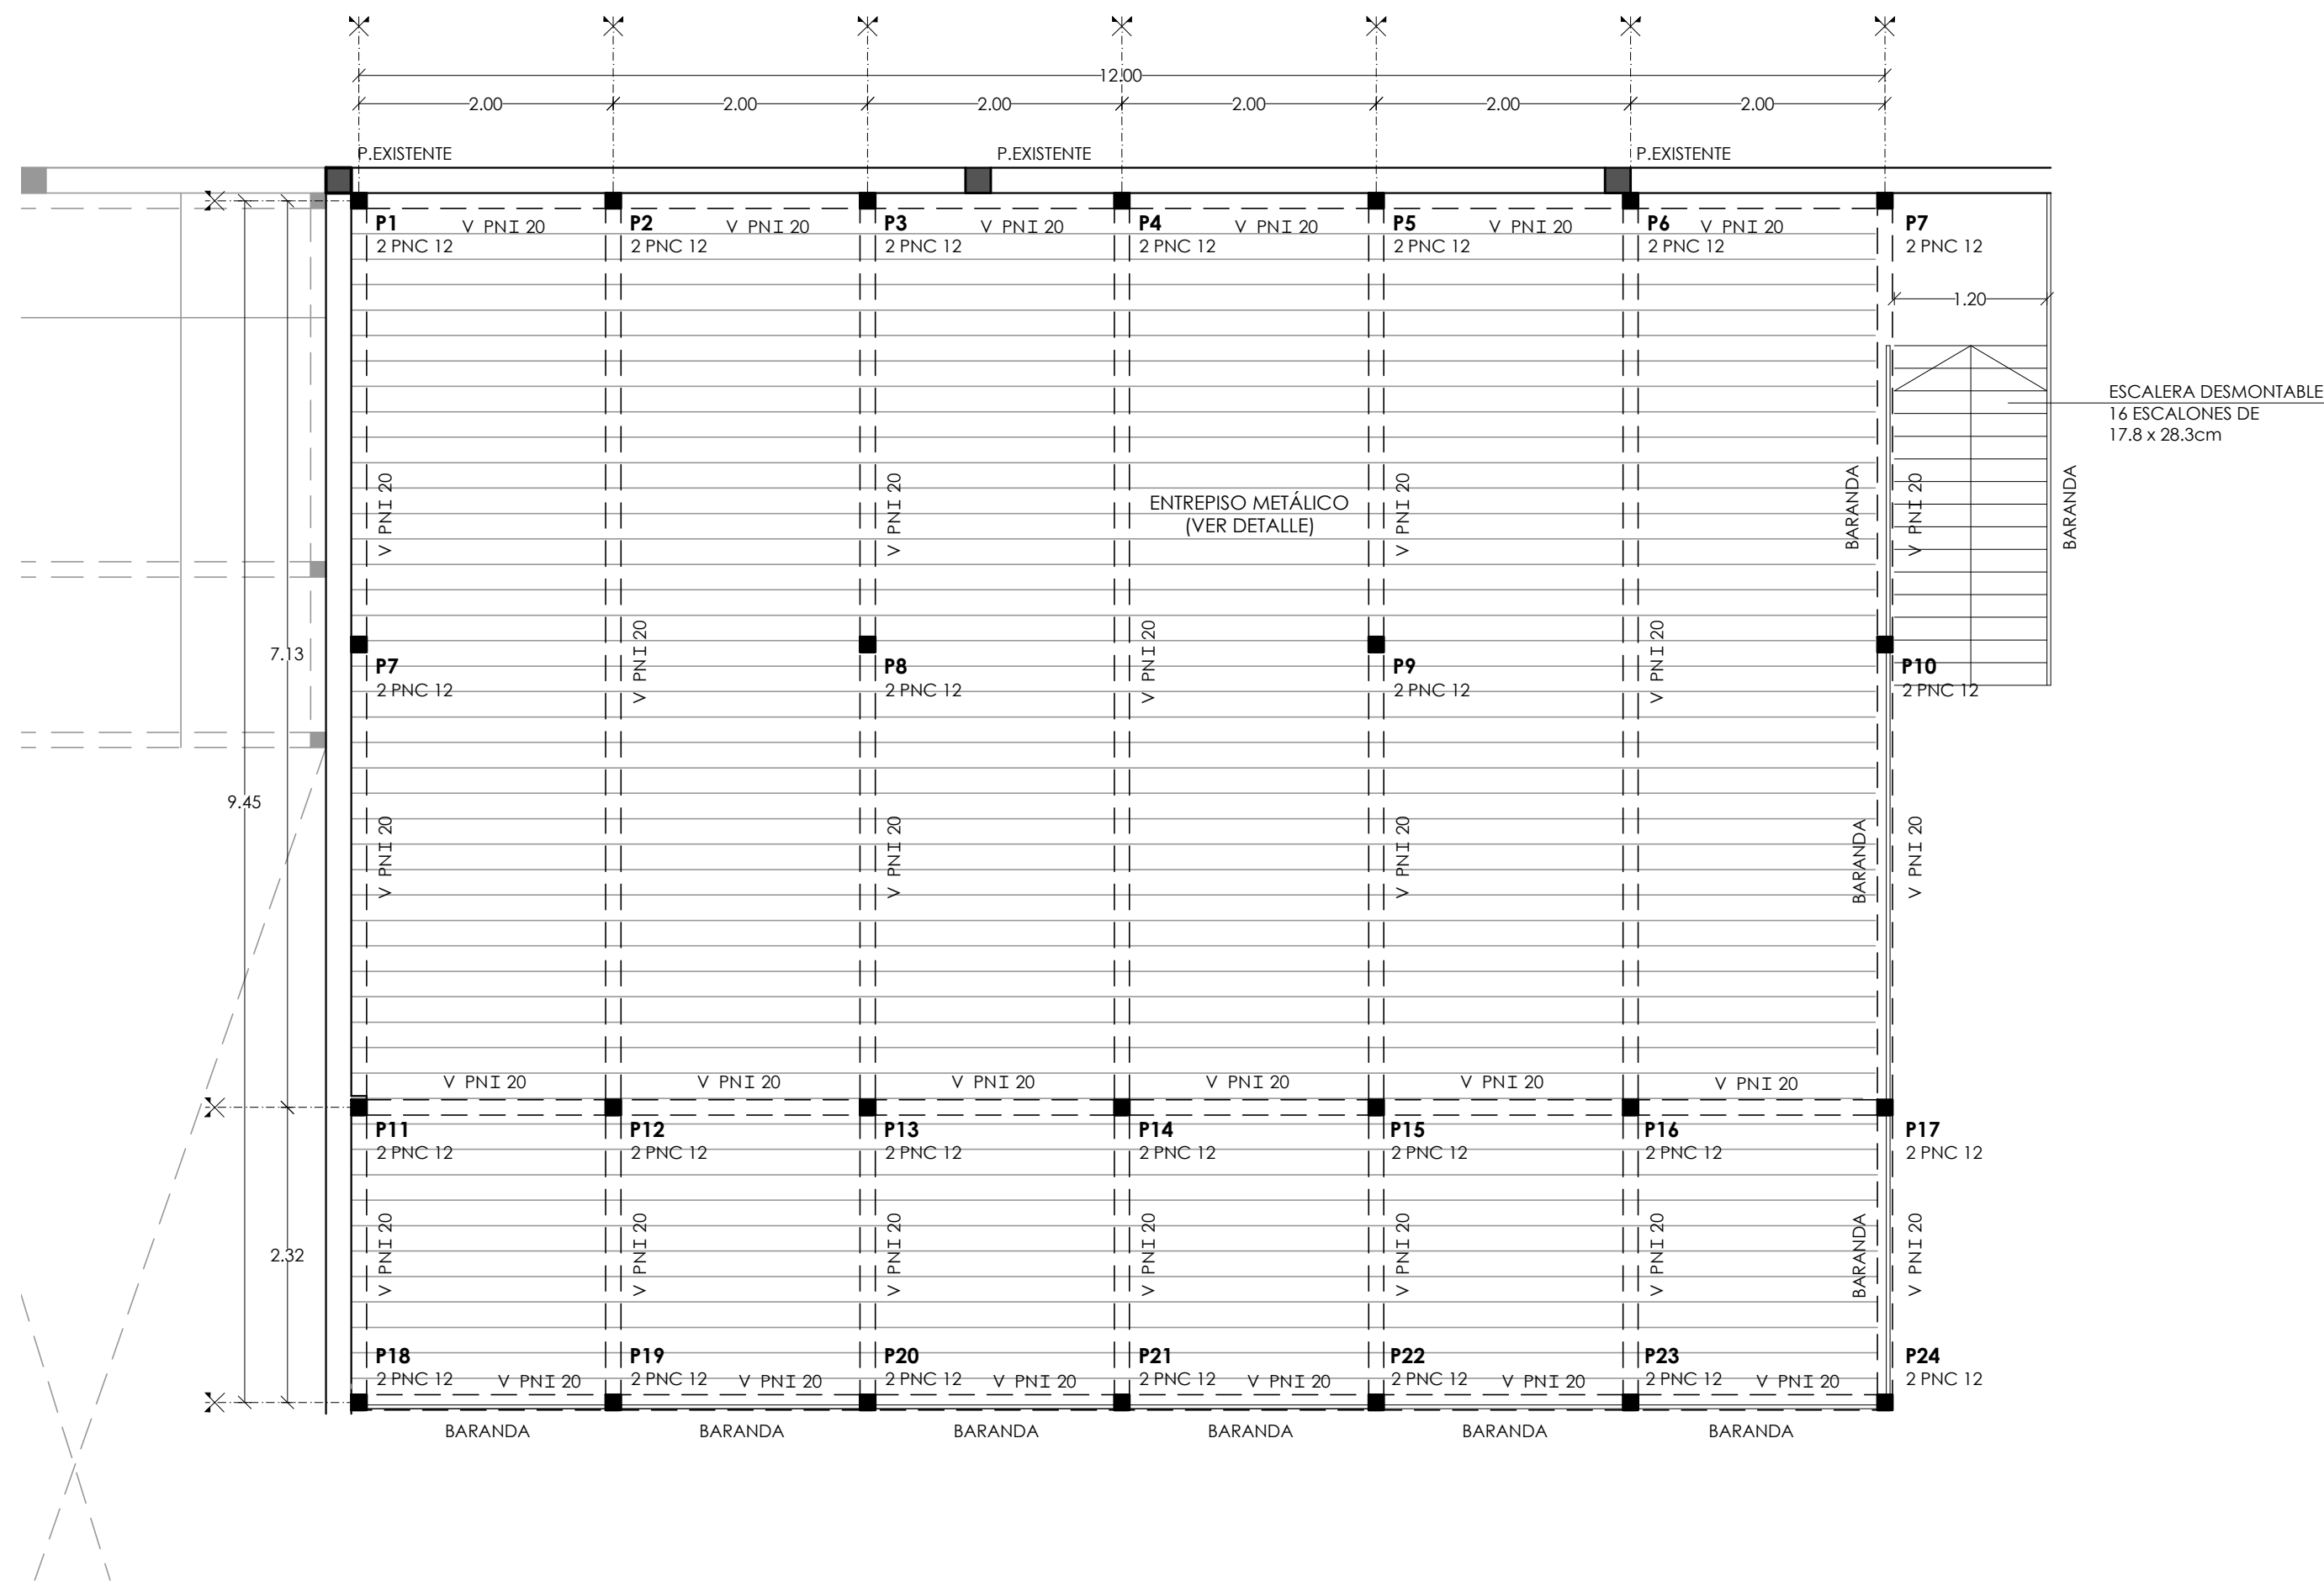 12.00
2.00
2.00
2.00
2.00
2.00
2.00
P.EXISTENTE
P.EXISTENTE
P.EXISTENTE
P1
V PNI 20
P2
V PNI 20
P3
V PNI 20
P4
V PNI 20
P5
V PNI 20
P6
V PNI 20
P7
2 PNC 12
2 PNC 12
2 PNC 12
2 PNC 12
2 PNC 12
2 PNC 12
2 PNC 12
1.20
ESCALERA DESMONTABLE
16 ESCALONES DE
17.8 x 28.3cm
V PNI 20
V PNI 20
ENTREPISO METÁLICO
(VER DETALLE)
V PNI 20
BARANDA
V PNI 20
BARANDA
7.13
V PNI 20
V PNI 20
V PNI 20
P7
2 PNC 12
P8
2 PNC 12
P9
2 PNC 12
P10
2 PNC 12
9.45
V PNI 20
V PNI 20
V PNI 20
BARANDA
V PNI 20
V PNI 20
V PNI 20
V PNI 20
V PNI 20
V PNI 20
V PNI 20
P11
2 PNC 12
P12
2 PNC 12
P13
2 PNC 12
P14
2 PNC 12
P15
2 PNC 12
P16
2 PNC 12
P17
2 PNC 12
2.32
V PNI 20
V PNI 20
V PNI 20
V PNI 20
V PNI 20
V PNI 20
BARANDA
V PNI 20
P18
2 PNC 12
V PNI 20
P19
2 PNC 12
V PNI 20
P20
2 PNC 12
V PNI 20
P21
2 PNC 12
V PNI 20
P22
2 PNC 12
V PNI 20
P23
2 PNC 12
V PNI 20
P24
2 PNC 12
BARANDA
BARANDA
BARANDA
BARANDA
BARANDA
BARANDA